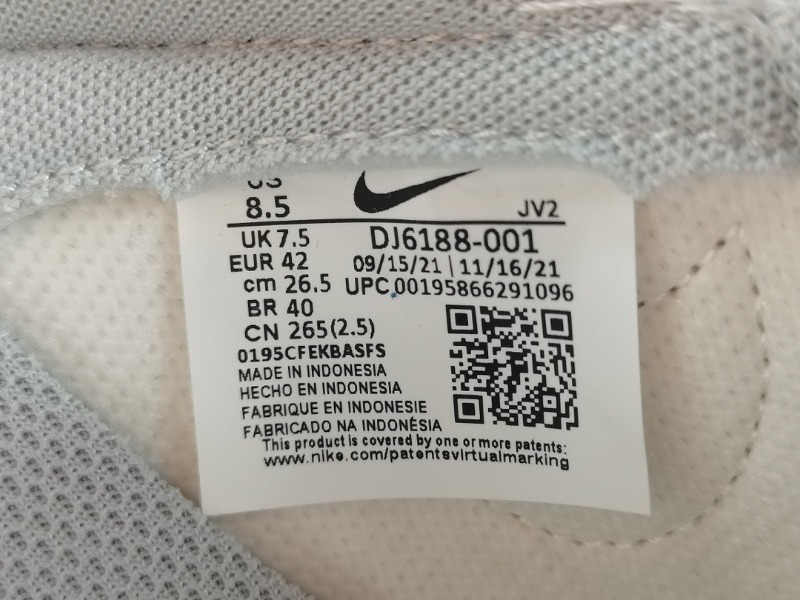 US
8.5
JV2
UK 7.5
DJ6188-001
EUR 42
09/15/21 | 11/16/21
cm 26.5
UPC 00195866291096
BR 40
CN 265(2.5)
0195CFEKBASFS
MADE IN INDONESIA
HECHO EN INDONESIA
FABRIQUE EN INDONESIE
FABRICADO NA INDONÉSIA
This product is covered by one or more patents:
www.nike.com/patentsvirtualmarking